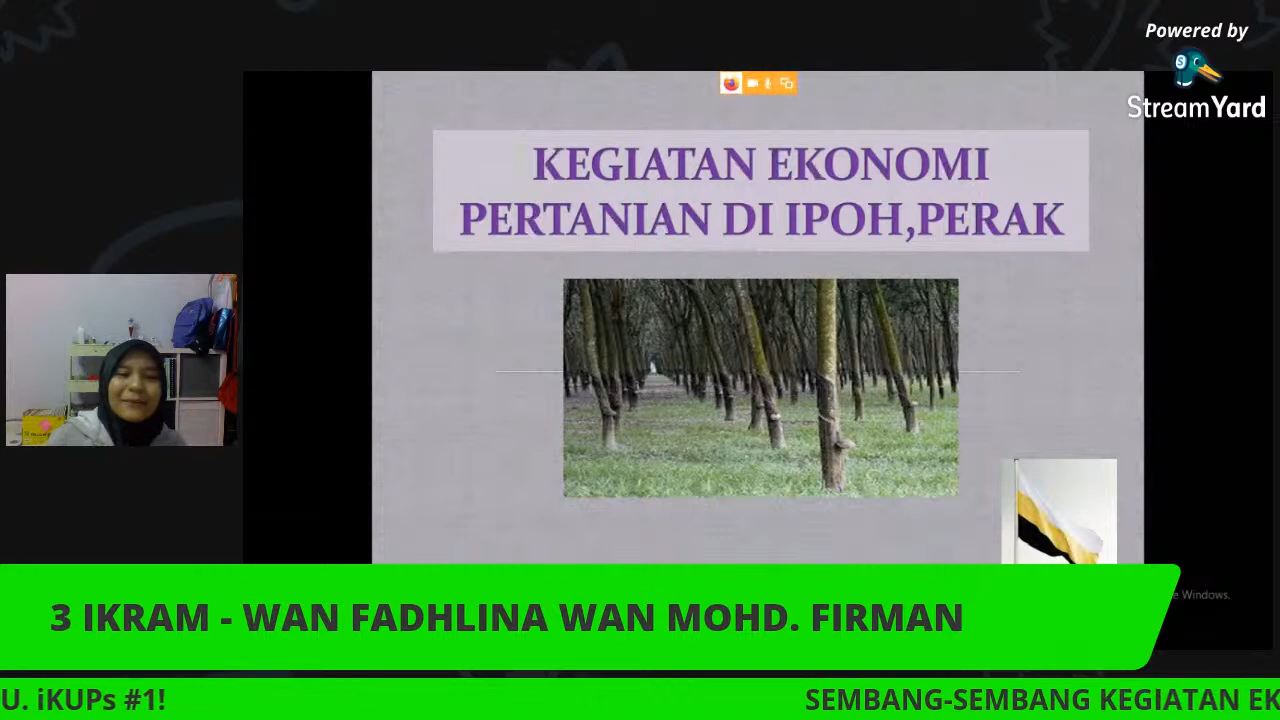 Powered by
StreamYard
KEGIATAN EKONOMI
PERTANIAN DI IPOH,PERAK
Windows.
3 IKRAM - WAN FADHLINA WAN MOHD. FIRMAN
U. iKUPs #1!
SEMBANG-SEMBANG KEGIATAN EK